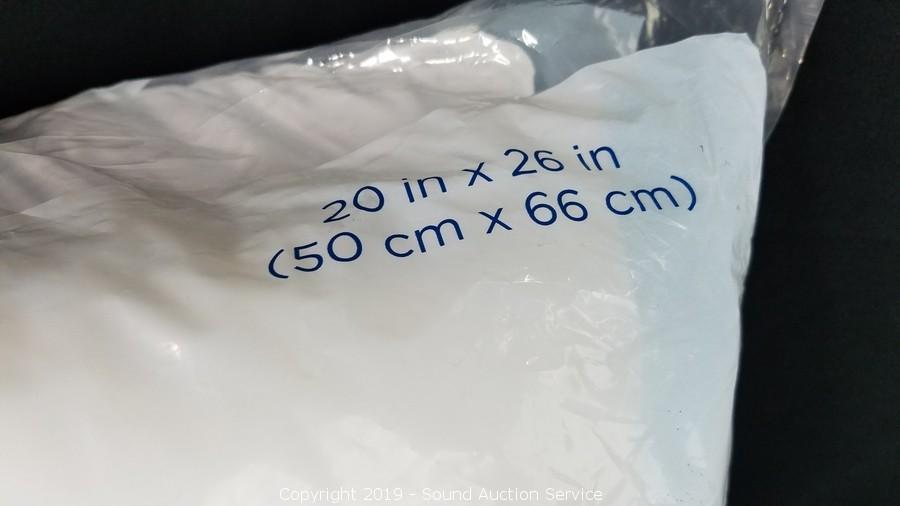 20 in x 26 in
(50 cm x 66 cm)
Copyright 2019 - Sound Auction Service